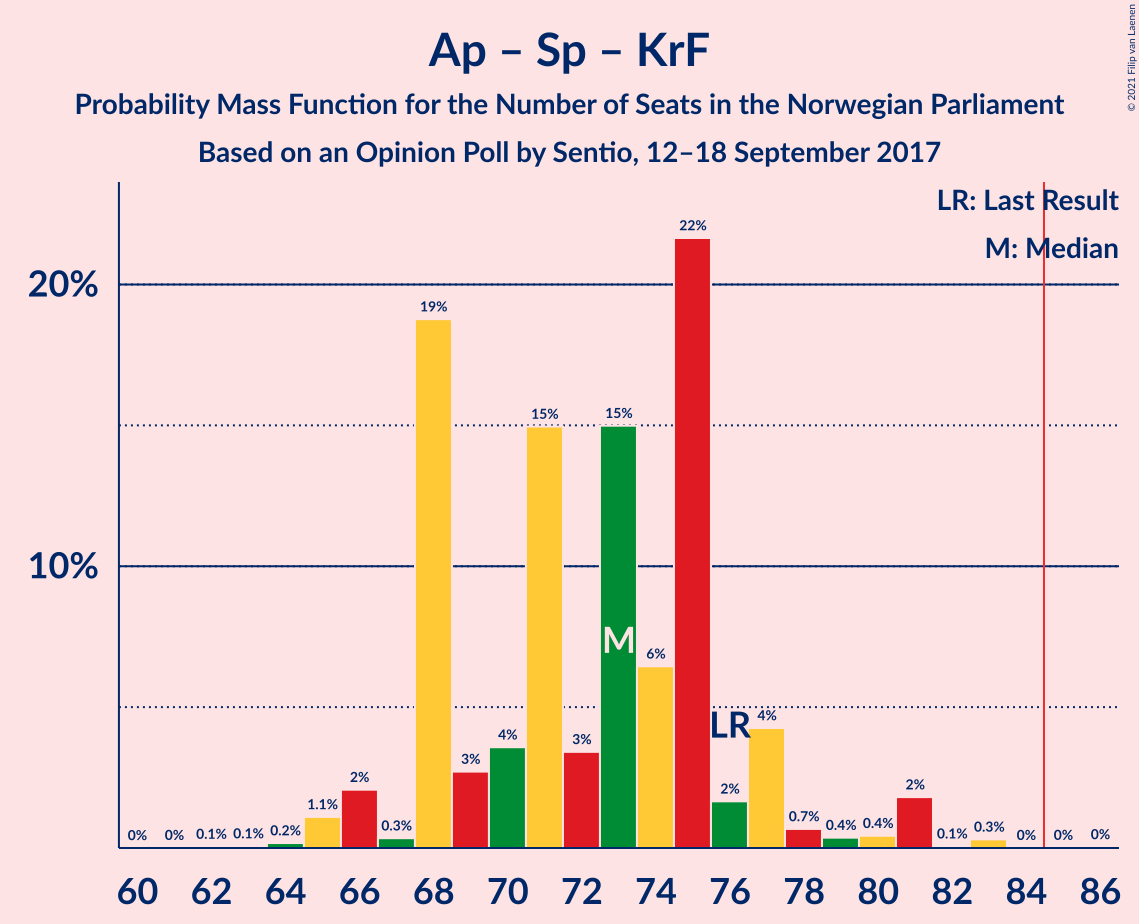 © 2021 Filip van Laenen
Ap – Sp – KrF
Probability Mass Function for the Number of Seats in the Norwegian Parliament
Based on an Opinion Poll by Sentio, 12–18 September 2017
LR: Last Result
M: Median
20%
10%
0% 0% 0.1% 0.1% 0.2% 1.1% 2% 0.3% 19% 3% 4% 15% 3% 15% 6% 22% 2% 4% 0.7% 0.4% 0.4% 2% 0.1% 0.3% 0% 0% 0%
M
LR
60 62 64 66 68 70 72 74 76 78 80 82 84 86